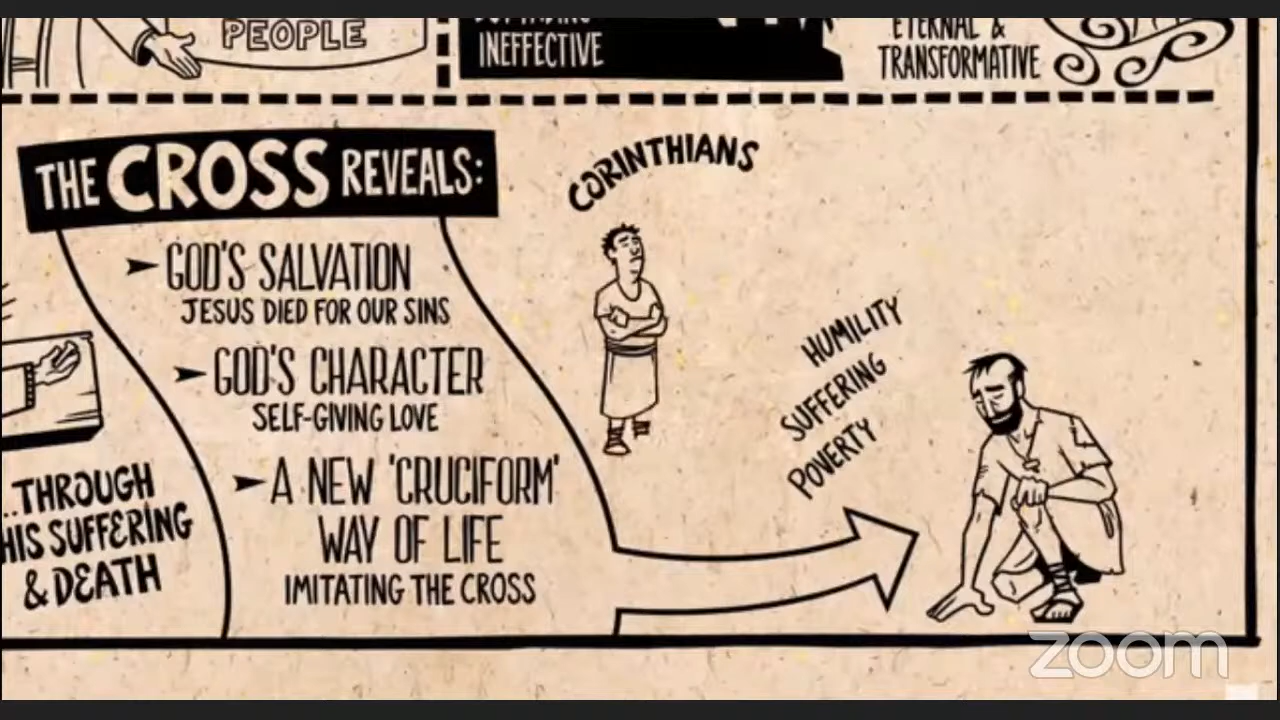 PEOPLE
INEFFECTIVE
ETERNAL &
TRANSFORMATIVE
THE CROSS REVEALS:
GOD'S SALVATION
JESUS DIED FOR OUR SINS
GOD'S CHARACTER
SELF-GIVING LOVE
A NEW 'CRUCIFORM'
WAY OF LIFE
IMITATING THE CROSS
...THROUGH
HIS SUFFERING
& DEATH
CORINTHIANS
HUMILITY
SUFFERING
POVERTY
zoom